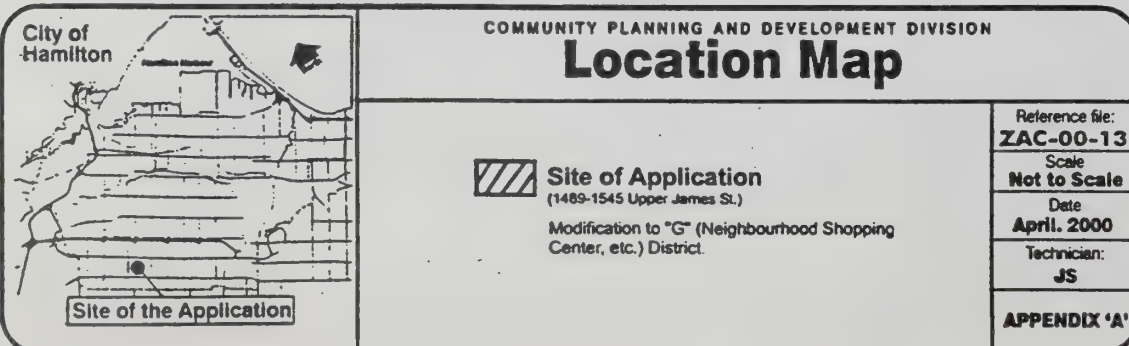 City of
Hamilton
Hamilton Harbour
Site of the Application
COMMUNITY PLANNING AND DEVELOPMENT DIVISION
Location Map
Site of Application
(1489-1545 Upper James St.)
Modification to "G" (Neighbourhood Shopping
Center, etc.) District.
Reference file:
ZAC-00-13
Scale
Not to Scale
Date
April. 2000
Technician:
JS
APPENDIX 'A'